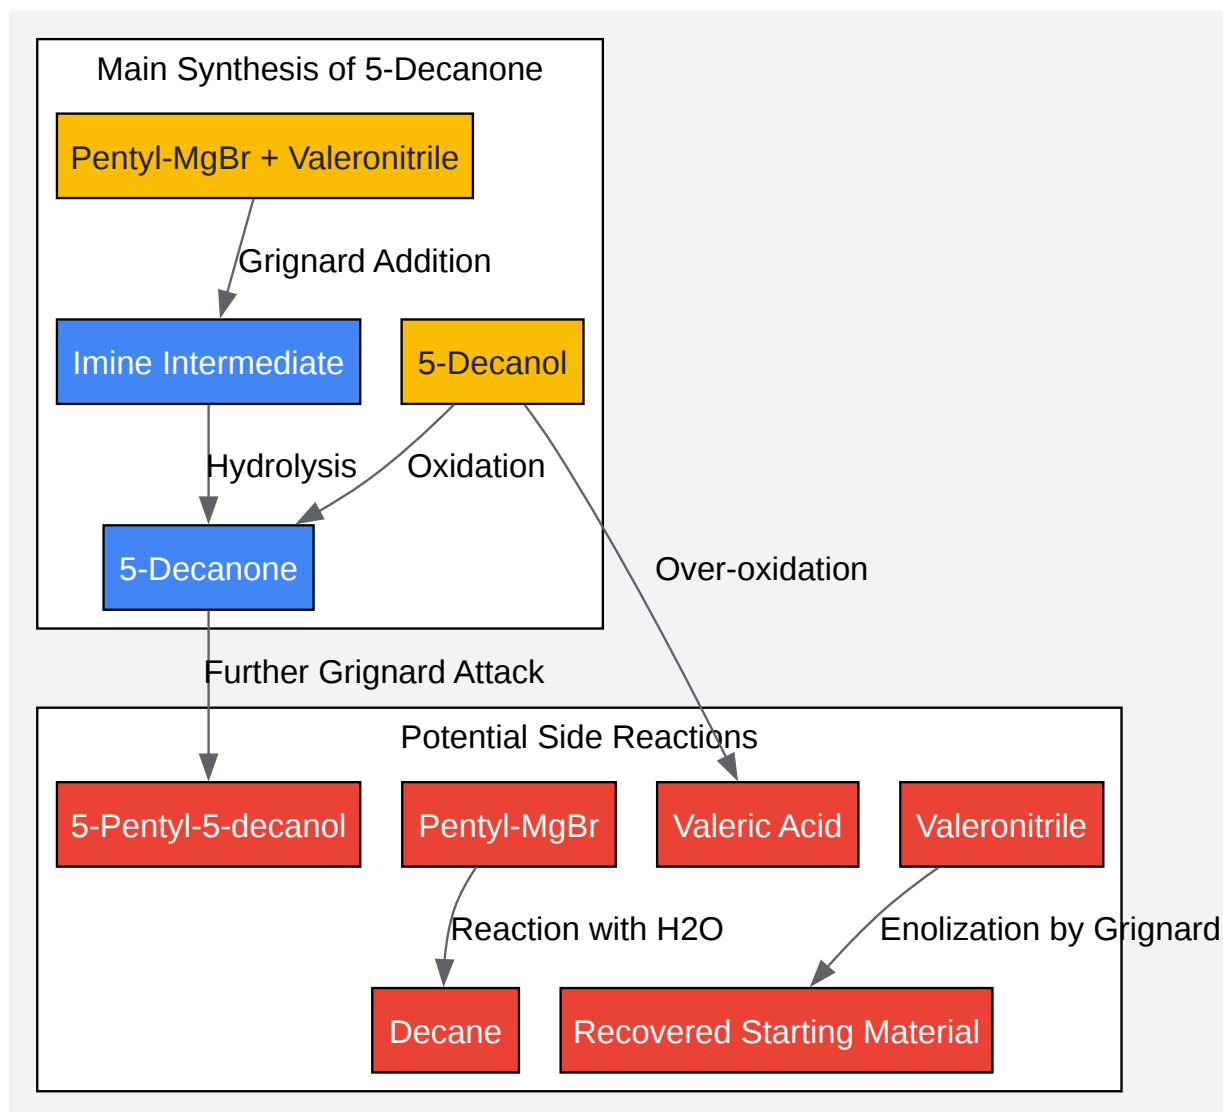 Main Synthesis of 5-Decanone
Pentyl-MgBr + Valeronitrile
Grignard Addition
Imine Intermediate
5-Decanol
Hydrolysis
Oxidation
5-Decanone
Over-oxidation
Further Grignard Attack
Potential Side Reactions
5-Pentyl-5-decanol
Pentyl-MgBr
Valeric Acid
Valeronitrile
Reaction with H2O
Enolization by Grignard
Decane
Recovered Starting Material